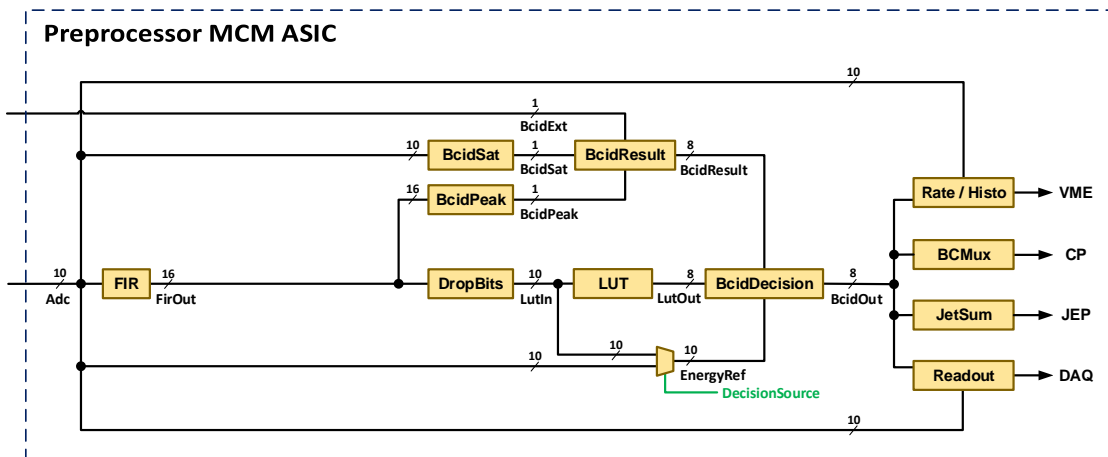 Preprocessor MCM ASIC
10
1
BcidExt
10
BcidSat
1
BcidSat
BcidResult
8
BcidResult
16
BcidPeak
1
BcidPeak
Rate / Histo
VME
10
Adc
FIR
16
FirOut
DropBits
10
LutIn
LUT
8
LutOut
BcidDecision
8
BcidOut
BCMux
CP
JetSum
JEP
10
10
10
EnergyRef
DecisionSource
Readout
DAQ
10